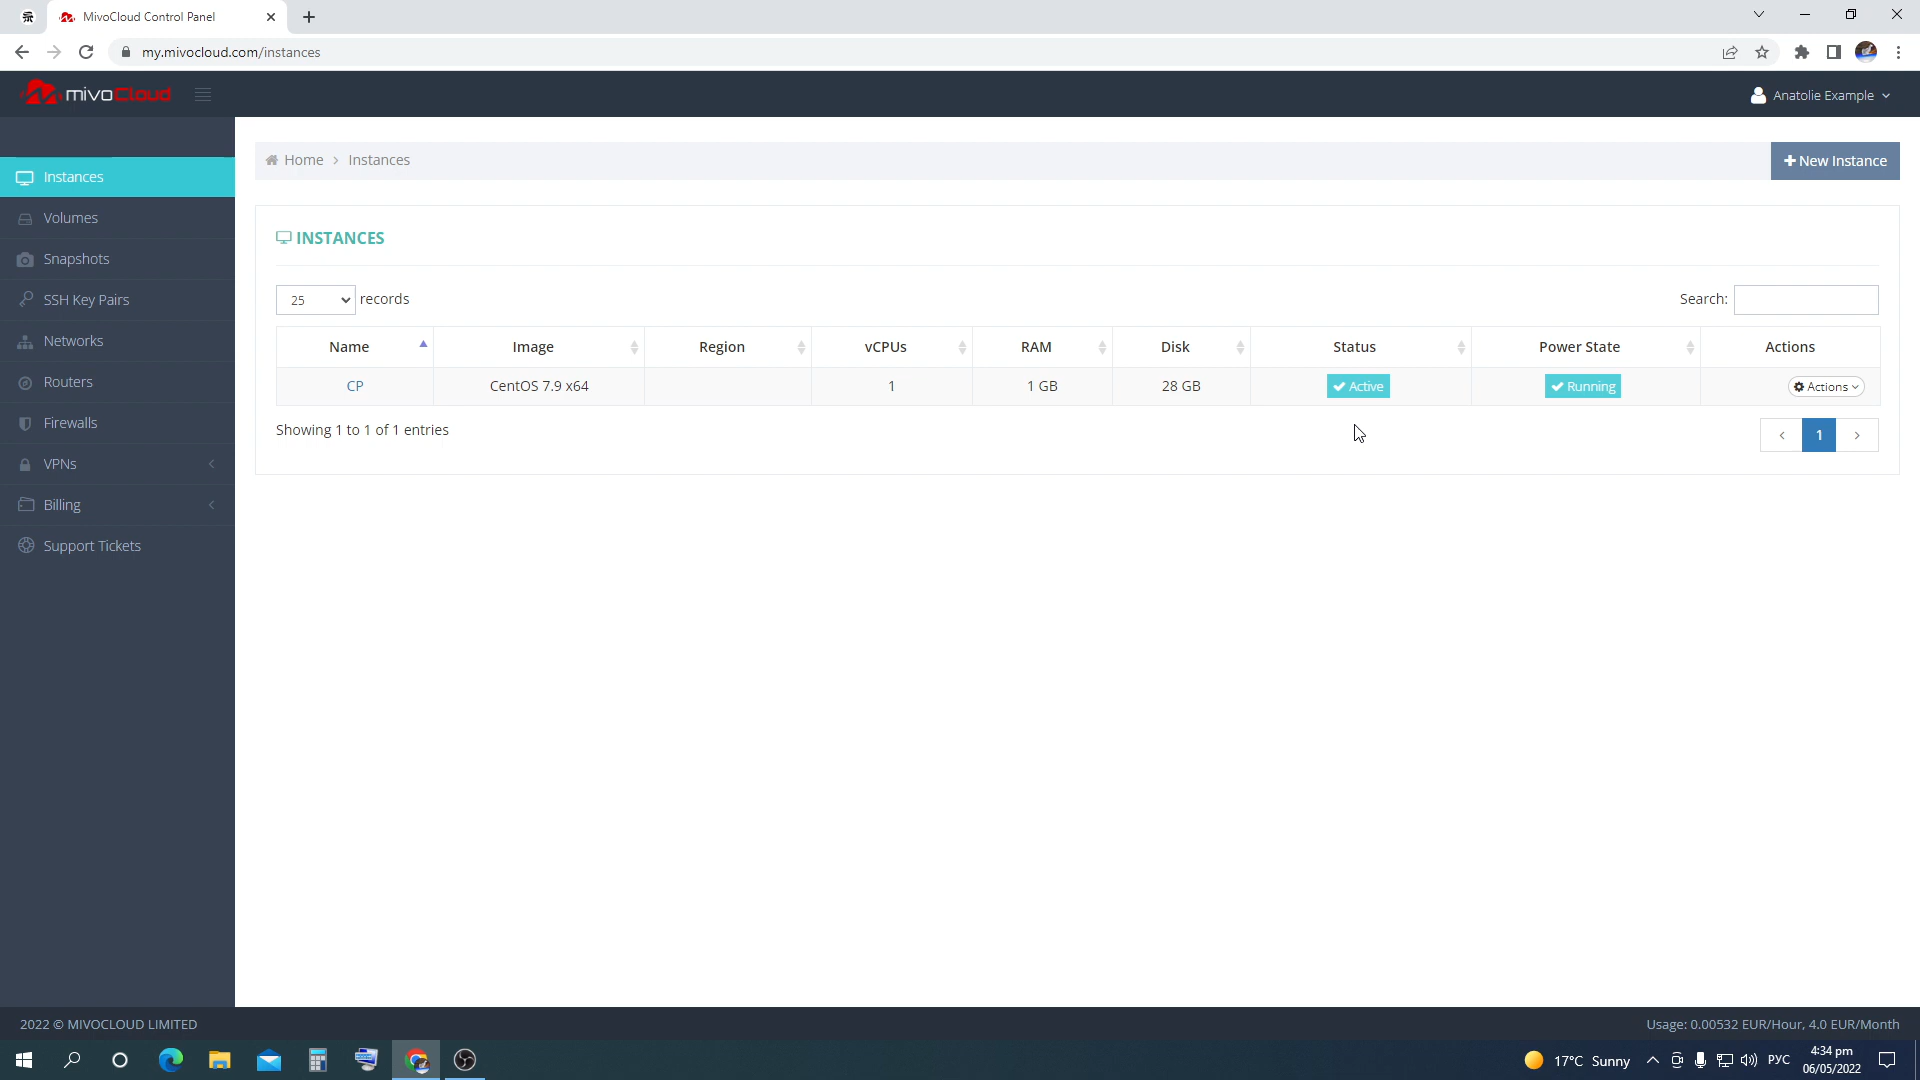 MivoCloud Control Panel
my.mivocloud.com/instances
mivoCloud
Anatolie Example
Home > Instances
New Instance
Instances
Volumes
Snapshots
SSH Key Pairs
Networks
Routers
Firewalls
VPNs
Billing
Support Tickets
INSTANCES
25 records
Search:
Name Image Region vCPUs RAM Disk Status Power State Actions
CP CentOS 7.9 x64 1 1 GB 28 GB Active Running Actions
Showing 1 to 1 of 1 entries
1
2022 © MIVOCLOUD LIMITED
Usage: 0.00532 EUR/Hour, 4.0 EUR/Month
17°C Sunny
РУС
4:34 pm
06/05/2022